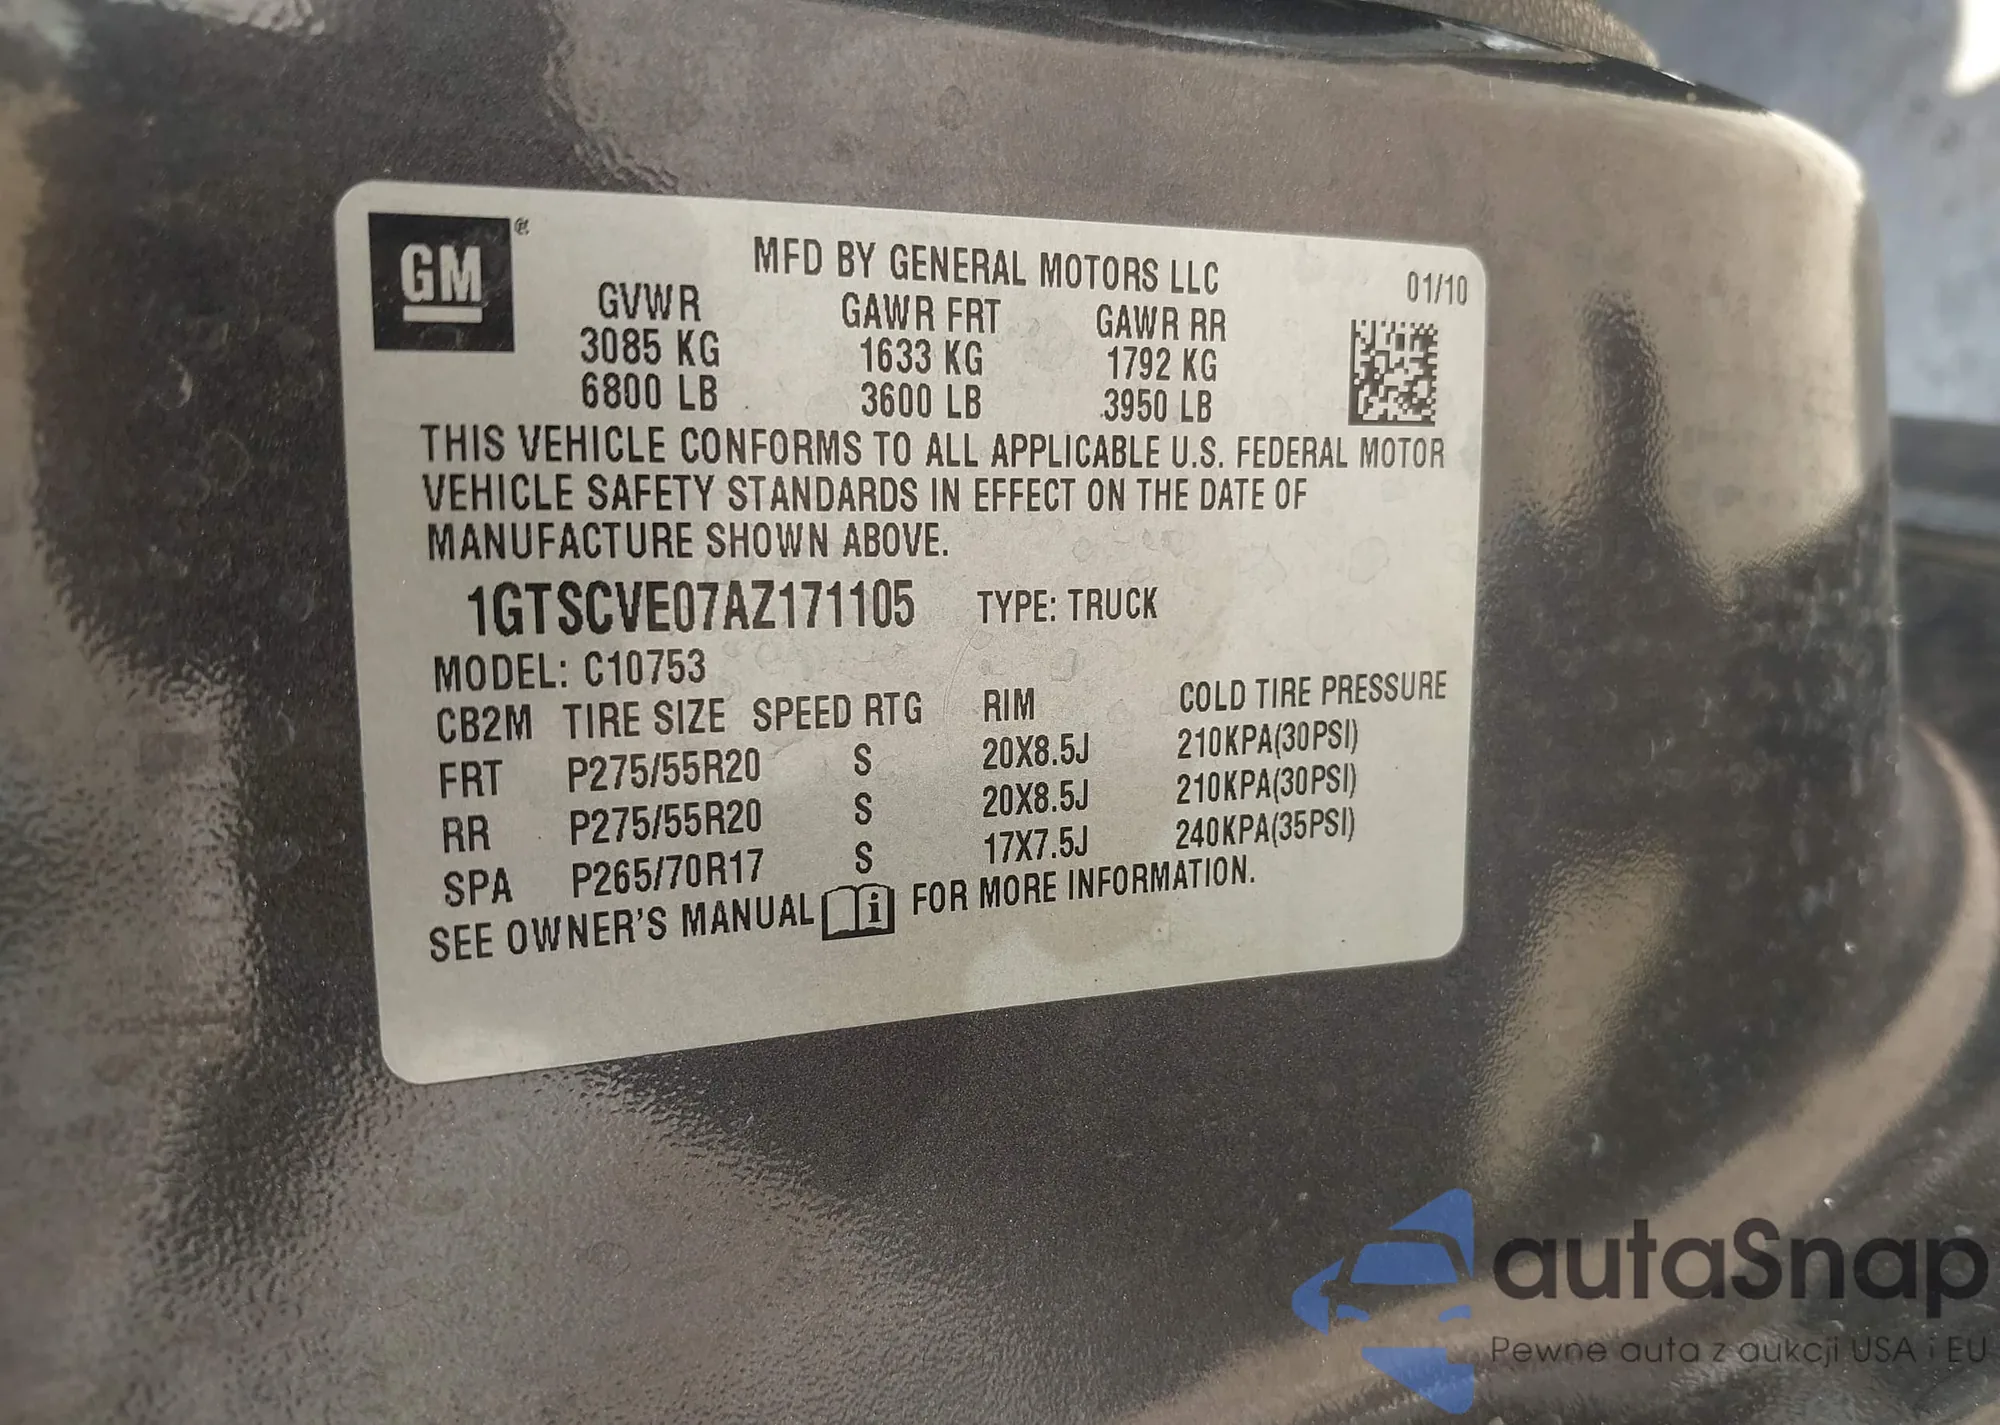 GM ®
MFD BY GENERAL MOTORS LLC 01/10
GVWR GAWR FRT GAWR RR
3085 KG 1633 KG 1792 KG
6800 LB 3600 LB 3950 LB
THIS VEHICLE CONFORMS TO ALL APPLICABLE U.S. FEDERAL MOTOR
VEHICLE SAFETY STANDARDS IN EFFECT ON THE DATE OF
MANUFACTURE SHOWN ABOVE.
1GTSCVE07AZ171105 TYPE: TRUCK
MODEL: C10753
CB2M TIRE SIZE SPEED RTG RIM COLD TIRE PRESSURE
FRT P275/55R20 S 20X8.5J 210KPA(30PSI)
RR P275/55R20 S 20X8.5J 210KPA(30PSI)
SPA P265/70R17 S 17X7.5J 240KPA(35PSI)
SEE OWNER'S MANUAL i FOR MORE INFORMATION.
autaSnap
Pewne auta z aukcji USA i EU